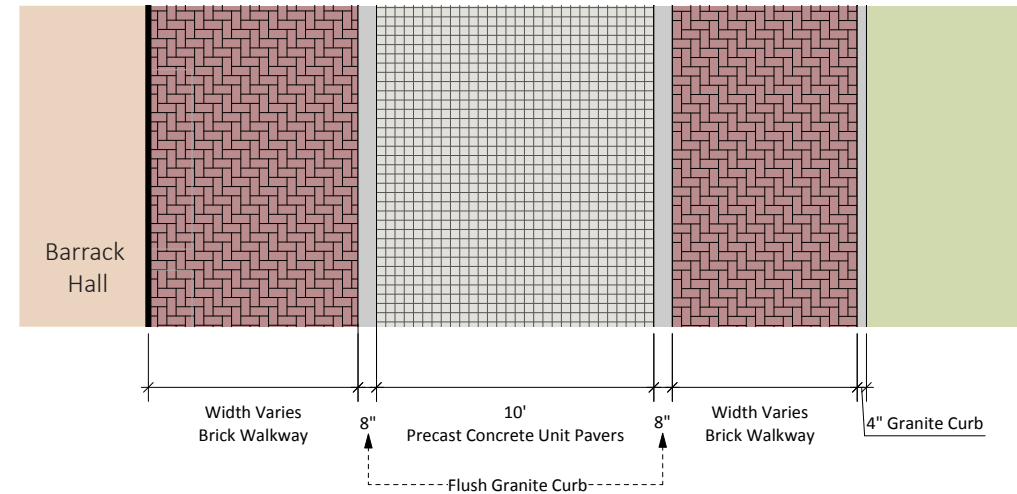 Barrack
Hall
Width Varies
Brick Walkway
8"
10'
Precast Concrete Unit Pavers
8"
Width Varies
Brick Walkway
4" Granite Curb
Flush Granite Curb